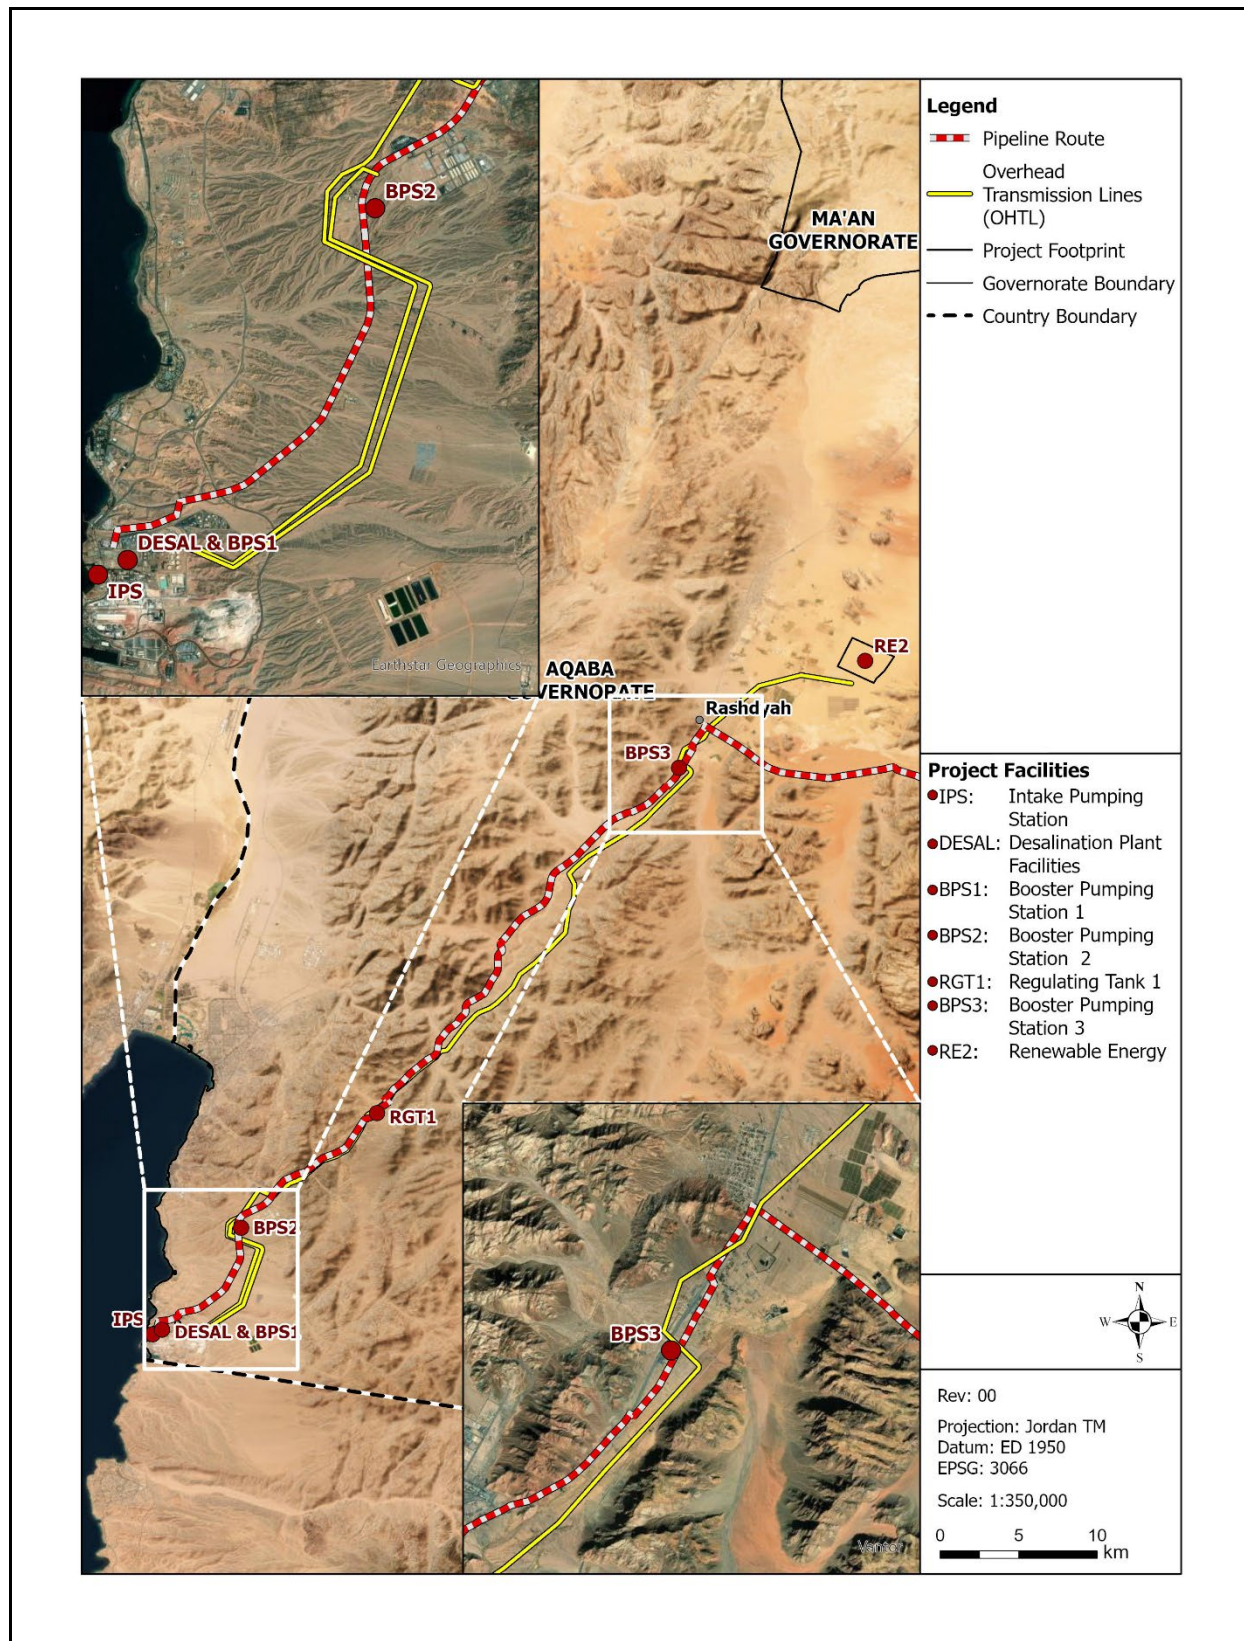 BPS2
DESAL & BPS1
IPS
Earthstar Geographics
MA'AN
GOVERNORATE
RE2
AQABA
GOVERNORATE
Rashdyah
BPS3
RGT1
BPS2
IPS
DESAL & BPS1
BPS3
Vantor
Legend
Pipeline Route
Overhead
Transmission Lines
(OHTL)
Project Footprint
Governorate Boundary
Country Boundary
Project Facilities
IPS: Intake Pumping
Station
DESAL: Desalination Plant
Facilities
BPS1: Booster Pumping
Station 1
BPS2: Booster Pumping
Station 2
RGT1: Regulating Tank 1
BPS3: Booster Pumping
Station 3
RE2: Renewable Energy
N
W E
S
Rev: 00
Projection: Jordan TM
Datum: ED 1950
EPSG: 3066
Scale: 1:350,000
0 5 10
km